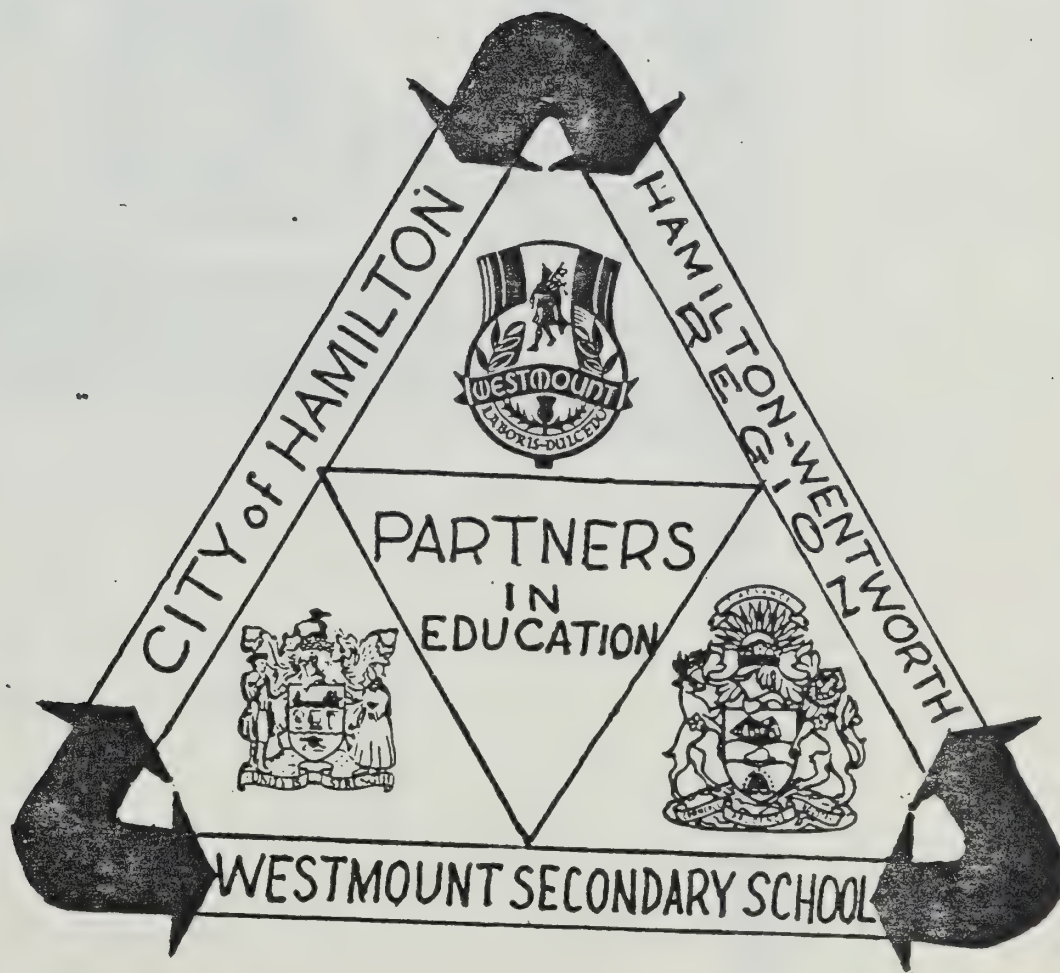 CITY of HAMILTON
HAMILTON-WENTWORTH
REGION
WESTMOUNT
LABORIS-DULCEDO
PARTNERS
IN
EDUCATION
WESTMOUNT SECONDARY SCHOOL